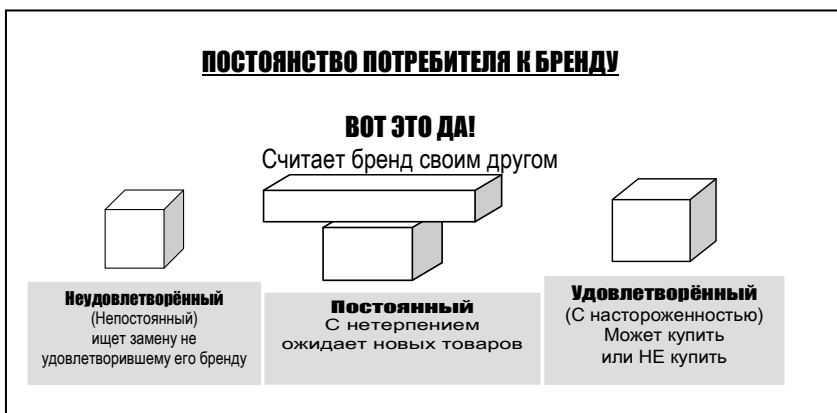 ПОСТОЯНСТВО ПОТРЕБИТЕЛЯ К БРЕНДУ
ВОТ ЭТО ДА!
Считает бренд своим другом
Неудовлетворённый
(Непостоянный)
ищет замену не
удовлетворившему его бренду
Постоянный
С нетерпением
ожидает новых товаров
Удовлетворённый
(С настороженностью)
Может купить
или НЕ купить